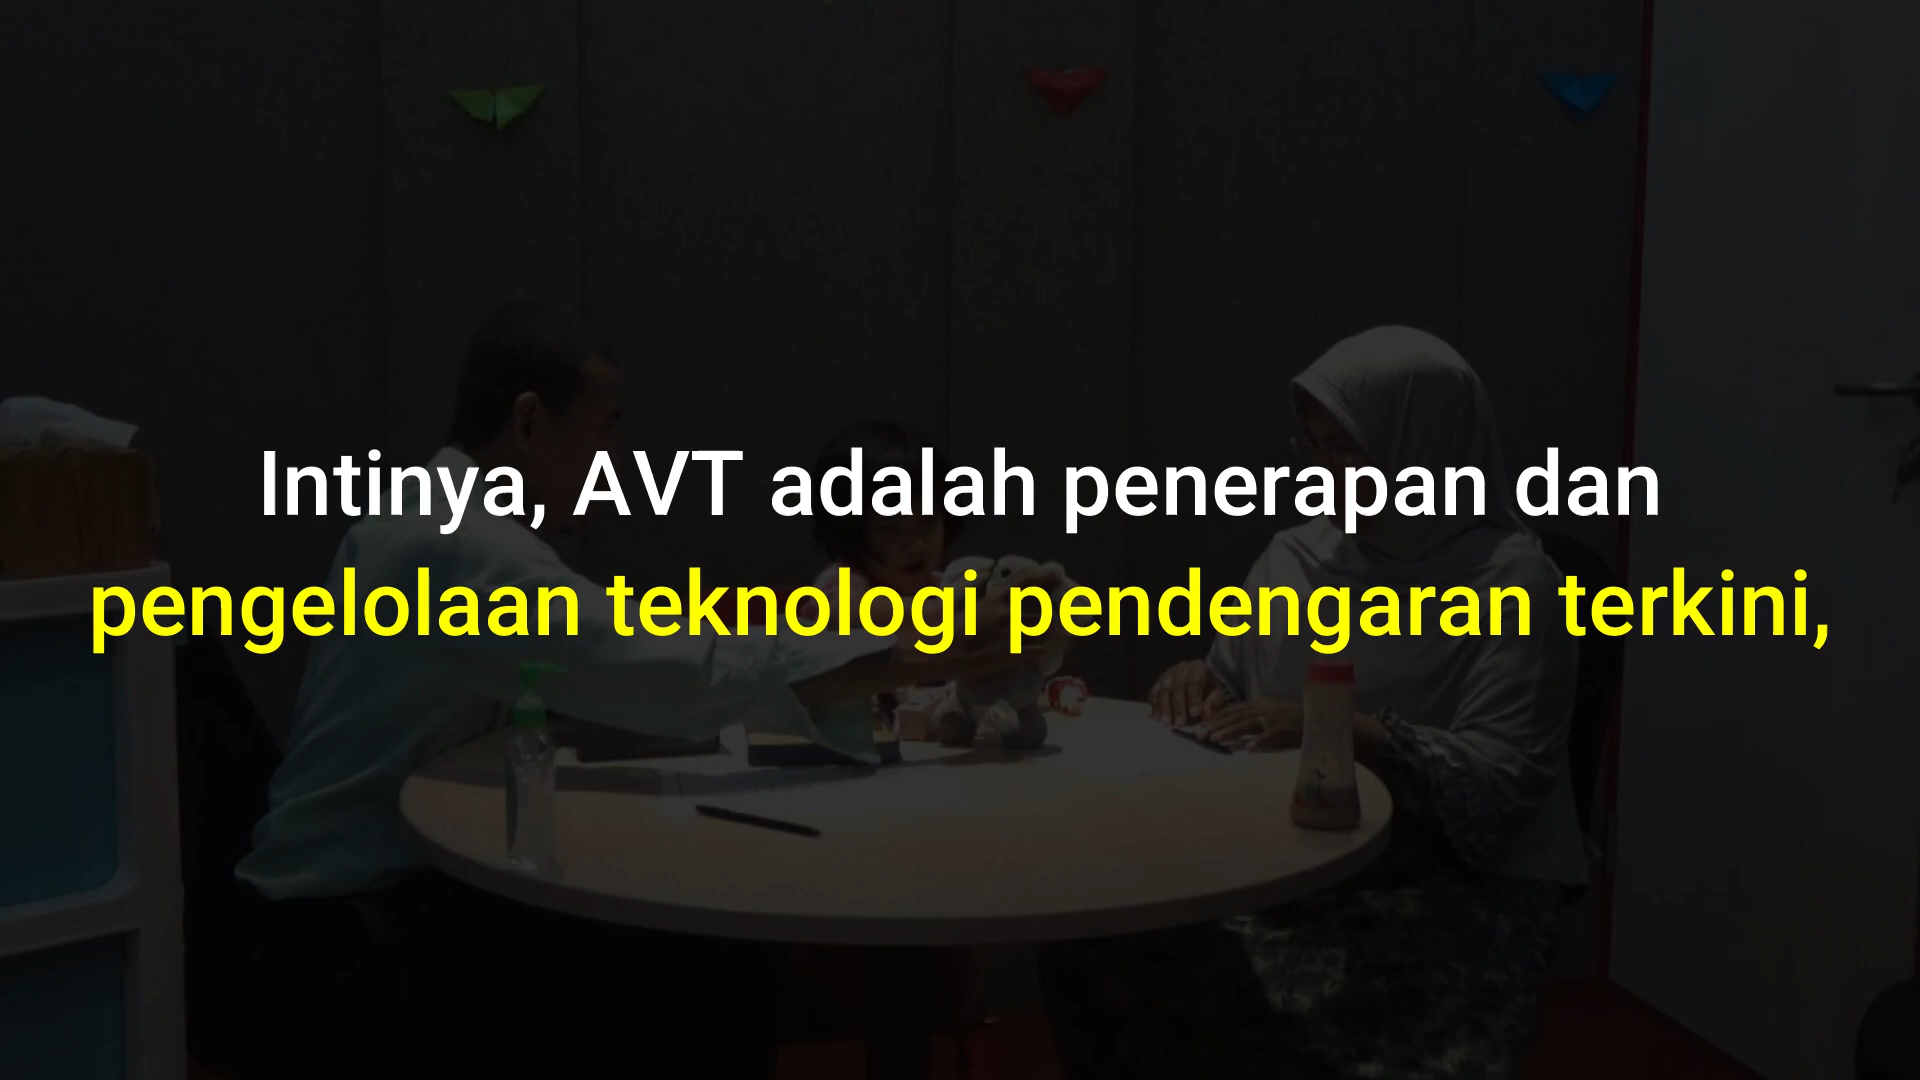 Intinya, AVT adalah penerapan dan
pengelolaan teknologi pendengaran terkini,